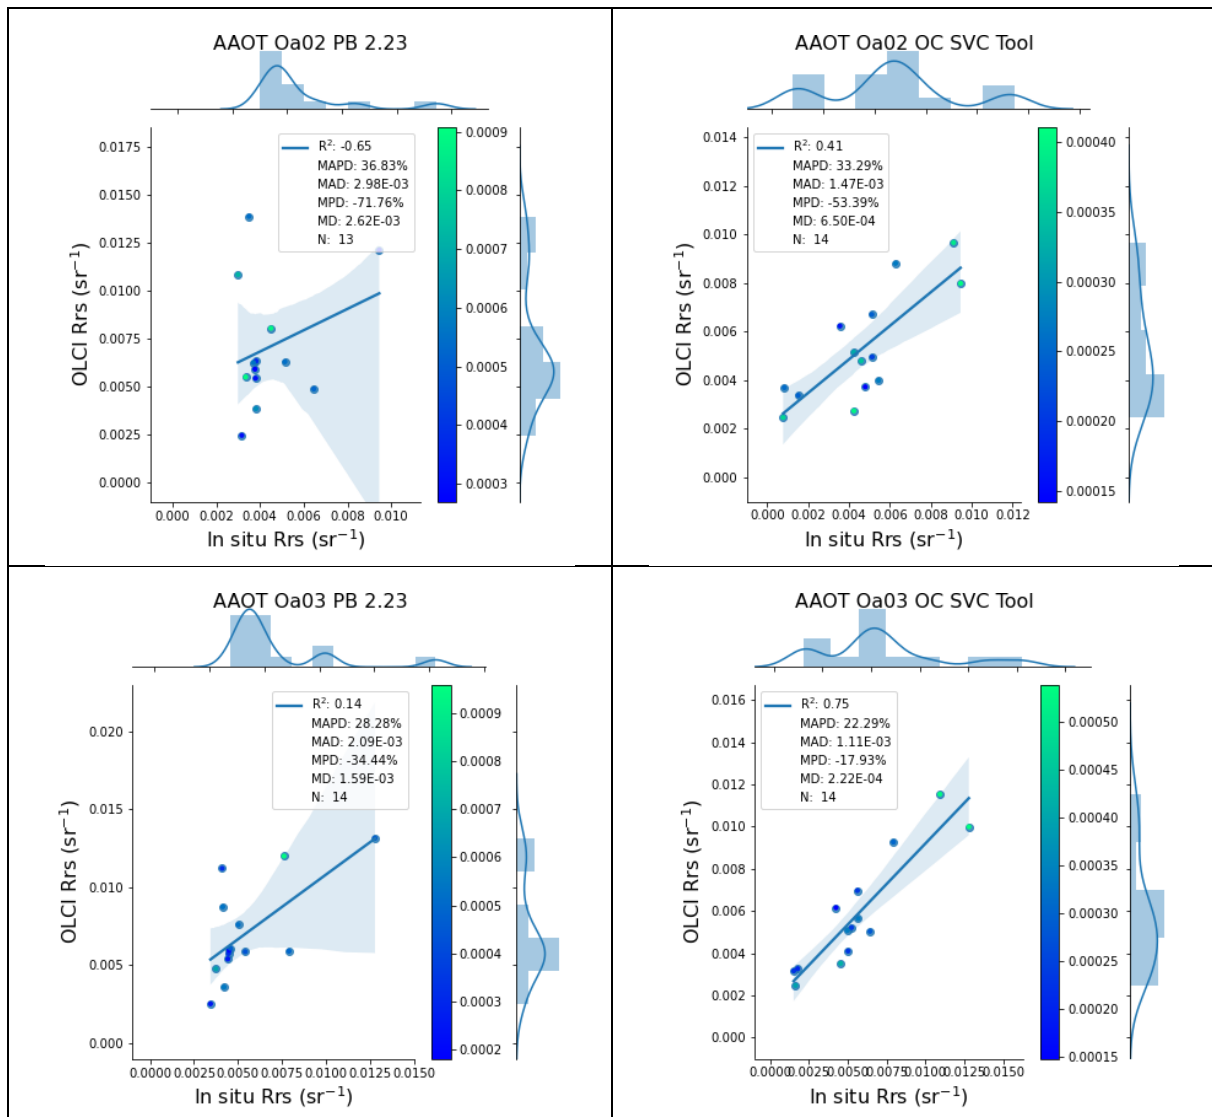 AAOT Oa02 PB 2.23
R²: -0.65
MAPD: 36.83%
MAD: 2.98E-03
MPD: -71.76%
MD: 2.62E-03
N: 13
OLCI Rrs (sr⁻¹)
0.0175
0.0150
0.0125
0.0100
0.0075
0.0050
0.0025
0.0000
0.000 0.002 0.004 0.006 0.008 0.010
In situ Rrs (sr⁻¹)
0.0009
0.0008
0.0007
0.0006
0.0005
0.0004
0.0003
AAOT Oa02 OC SVC Tool
R²: 0.41
MAPD: 33.29%
MAD: 1.47E-03
MPD: -53.39%
MD: 6.50E-04
N: 14
OLCI Rrs (sr⁻¹)
0.014
0.012
0.010
0.008
0.006
0.004
0.002
0.000
0.000 0.002 0.004 0.006 0.008 0.010 0.012
In situ Rrs (sr⁻¹)
0.00040
0.00035
0.00030
0.00025
0.00020
0.00015
AAOT Oa03 PB 2.23
R²: 0.14
MAPD: 28.28%
MAD: 2.09E-03
MPD: -34.44%
MD: 1.59E-03
N: 14
OLCI Rrs (sr⁻¹)
0.020
0.015
0.010
0.005
0.000
0.0000 0.0025 0.0050 0.0075 0.0100 0.0125 0.0150
In situ Rrs (sr⁻¹)
0.0009
0.0008
0.0007
0.0006
0.0005
0.0004
0.0003
0.0002
AAOT Oa03 OC SVC Tool
R²: 0.75
MAPD: 22.29%
MAD: 1.11E-03
MPD: -17.93%
MD: 2.22E-04
N: 14
OLCI Rrs (sr⁻¹)
0.016
0.014
0.012
0.010
0.008
0.006
0.004
0.002
0.000
0.0000 0.0025 0.0050 0.0075 0.0100 0.0125 0.0150
In situ Rrs (sr⁻¹)
0.00050
0.00045
0.00040
0.00035
0.00030
0.00025
0.00020
0.00015